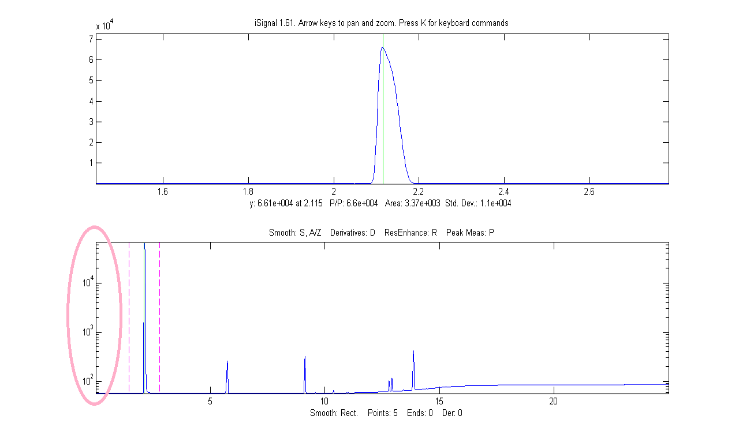 iSignal 1.81. Arrow keys to pan and zoom. Press K for keyboard commands
x 10^4
7
6
5
4
3
2
1
1.6 1.8 2 2.2 2.4 2.6
y: 6.61e+004 at 2.115 P/P: 6.6e+004 Area: 3.37e+003 Std. Dev.: 1.1e+004
Smooth: S, A/Z Derivatives: D ResEnhance: R Peak Meas: P
10^4
10^3
10^2
5 10 15 20
Smooth: Rect. Points: 5 Ends: 0 Der: 0